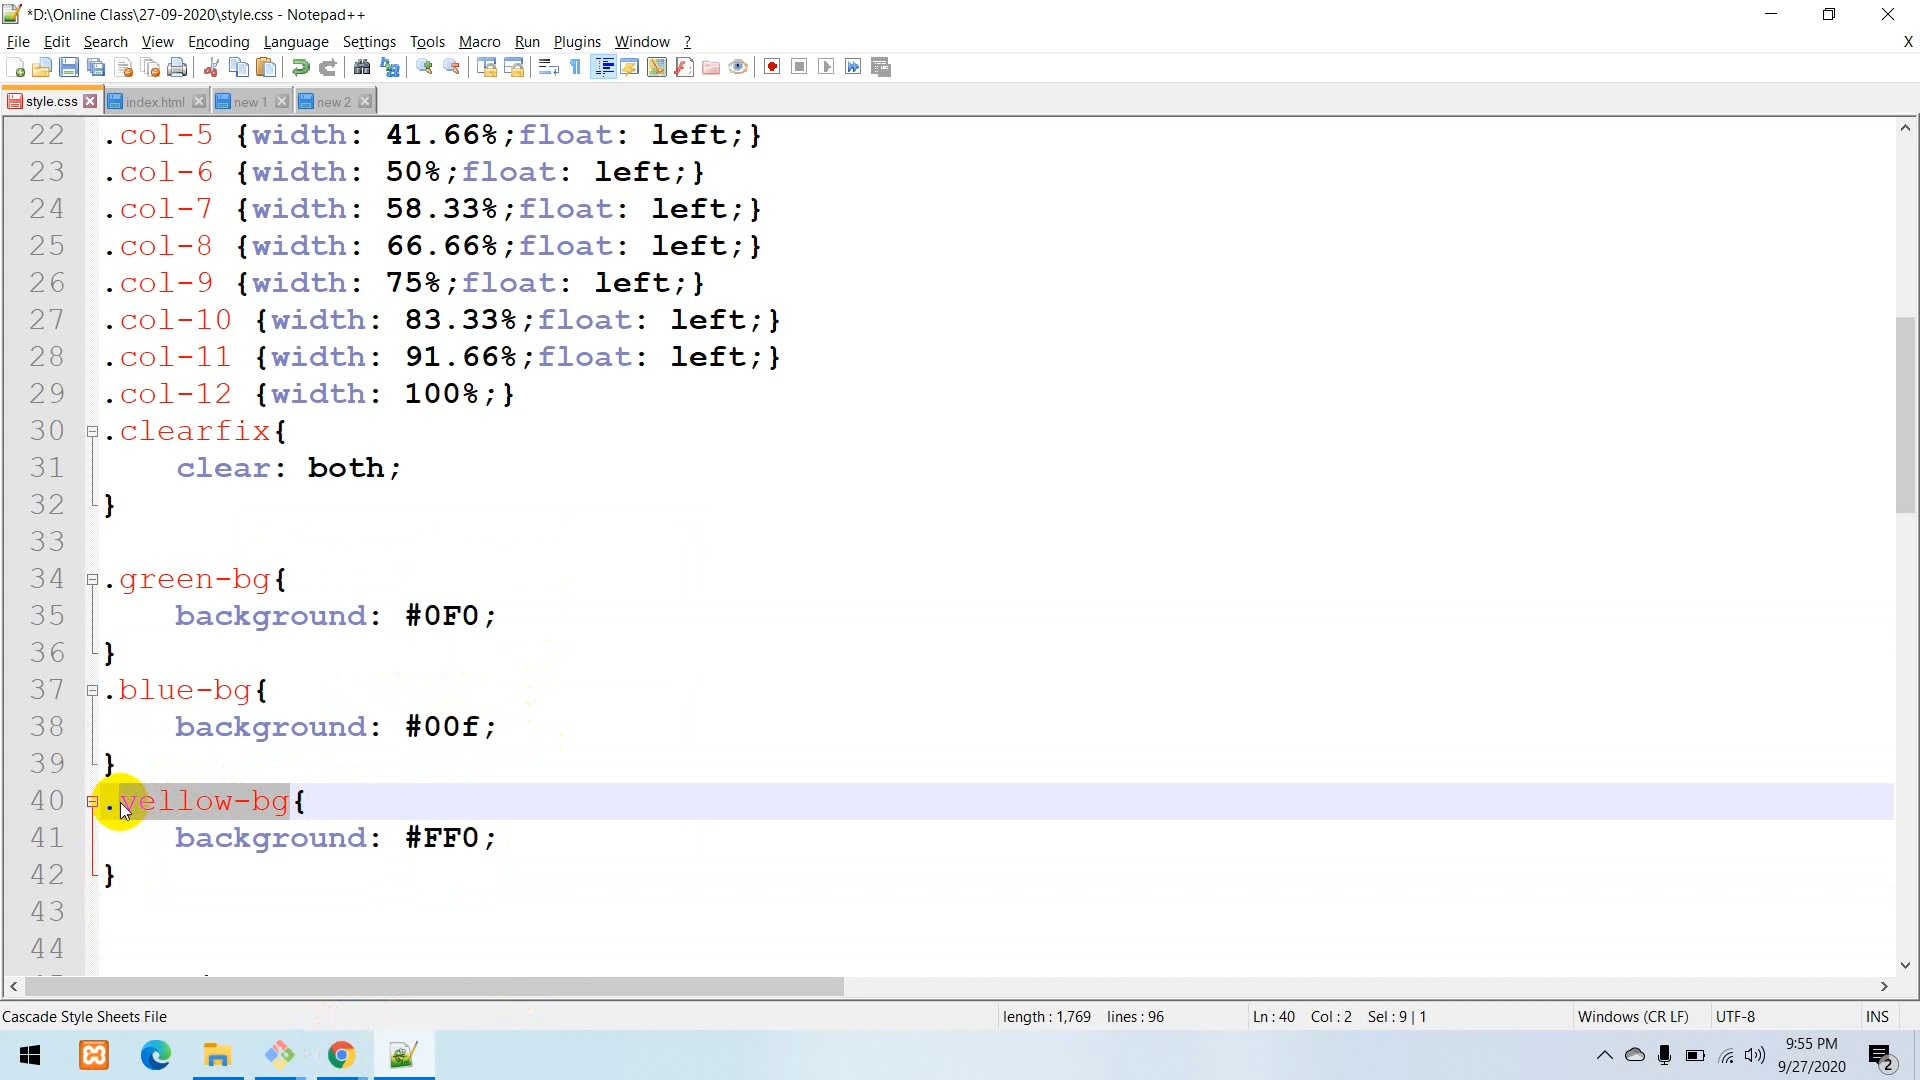 *D:\Online Class\27-09-2020\style.css - Notepad++
File Edit Search View Encoding Language Settings Tools Macro Run Plugins Window ? X
style.css index.html new 1 new 2
22 .col-5 {width: 41.66%;float: left;}
23 .col-6 {width: 50%;float: left;}
24 .col-7 {width: 58.33%;float: left;}
25 .col-8 {width: 66.66%;float: left;}
26 .col-9 {width: 75%;float: left;}
27 .col-10 {width: 83.33%;float: left;}
28 .col-11 {width: 91.66%;float: left;}
29 .col-12 {width: 100%;}
30 .clearfix{
31 clear: both;
32 }
33
34 .green-bg{
35 background: #0F0;
36 }
37 .blue-bg{
38 background: #00f;
39 }
40 .yellow-bg{
41 background: #FF0;
42 }
43
44
Cascade Style Sheets File length : 1,769 lines : 96 Ln : 40 Col : 2 Sel : 9 | 1 Windows (CR LF) UTF-8 INS
9:55 PM
9/27/2020
2